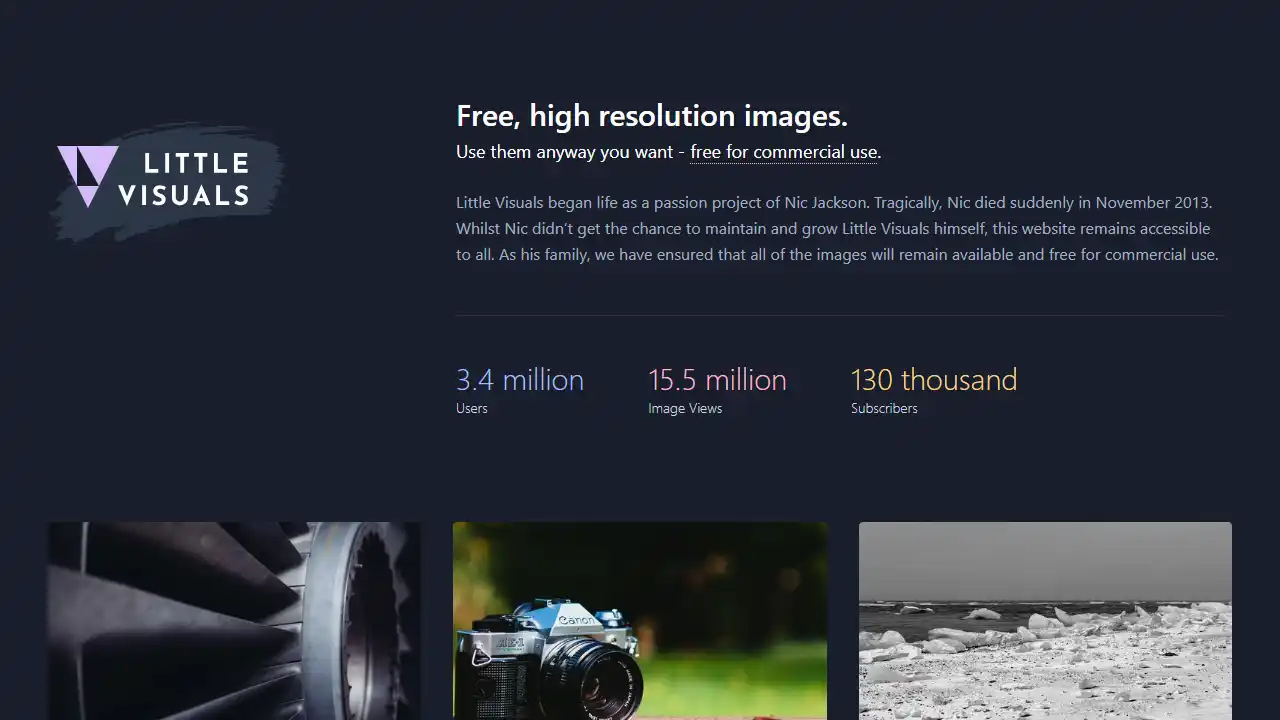 LITTLE
VISUALS
Free, high resolution images.
Use them anyway you want - free for commercial use.
Little Visuals began life as a passion project of Nic Jackson. Tragically, Nic died suddenly in November 2013.
Whilst Nic didn’t get the chance to maintain and grow Little Visuals himself, this website remains accessible
to all. As his family, we have ensured that all of the images will remain available and free for commercial use.
3.4 million
Users
15.5 million
Image Views
130 thousand
Subscribers
Canon